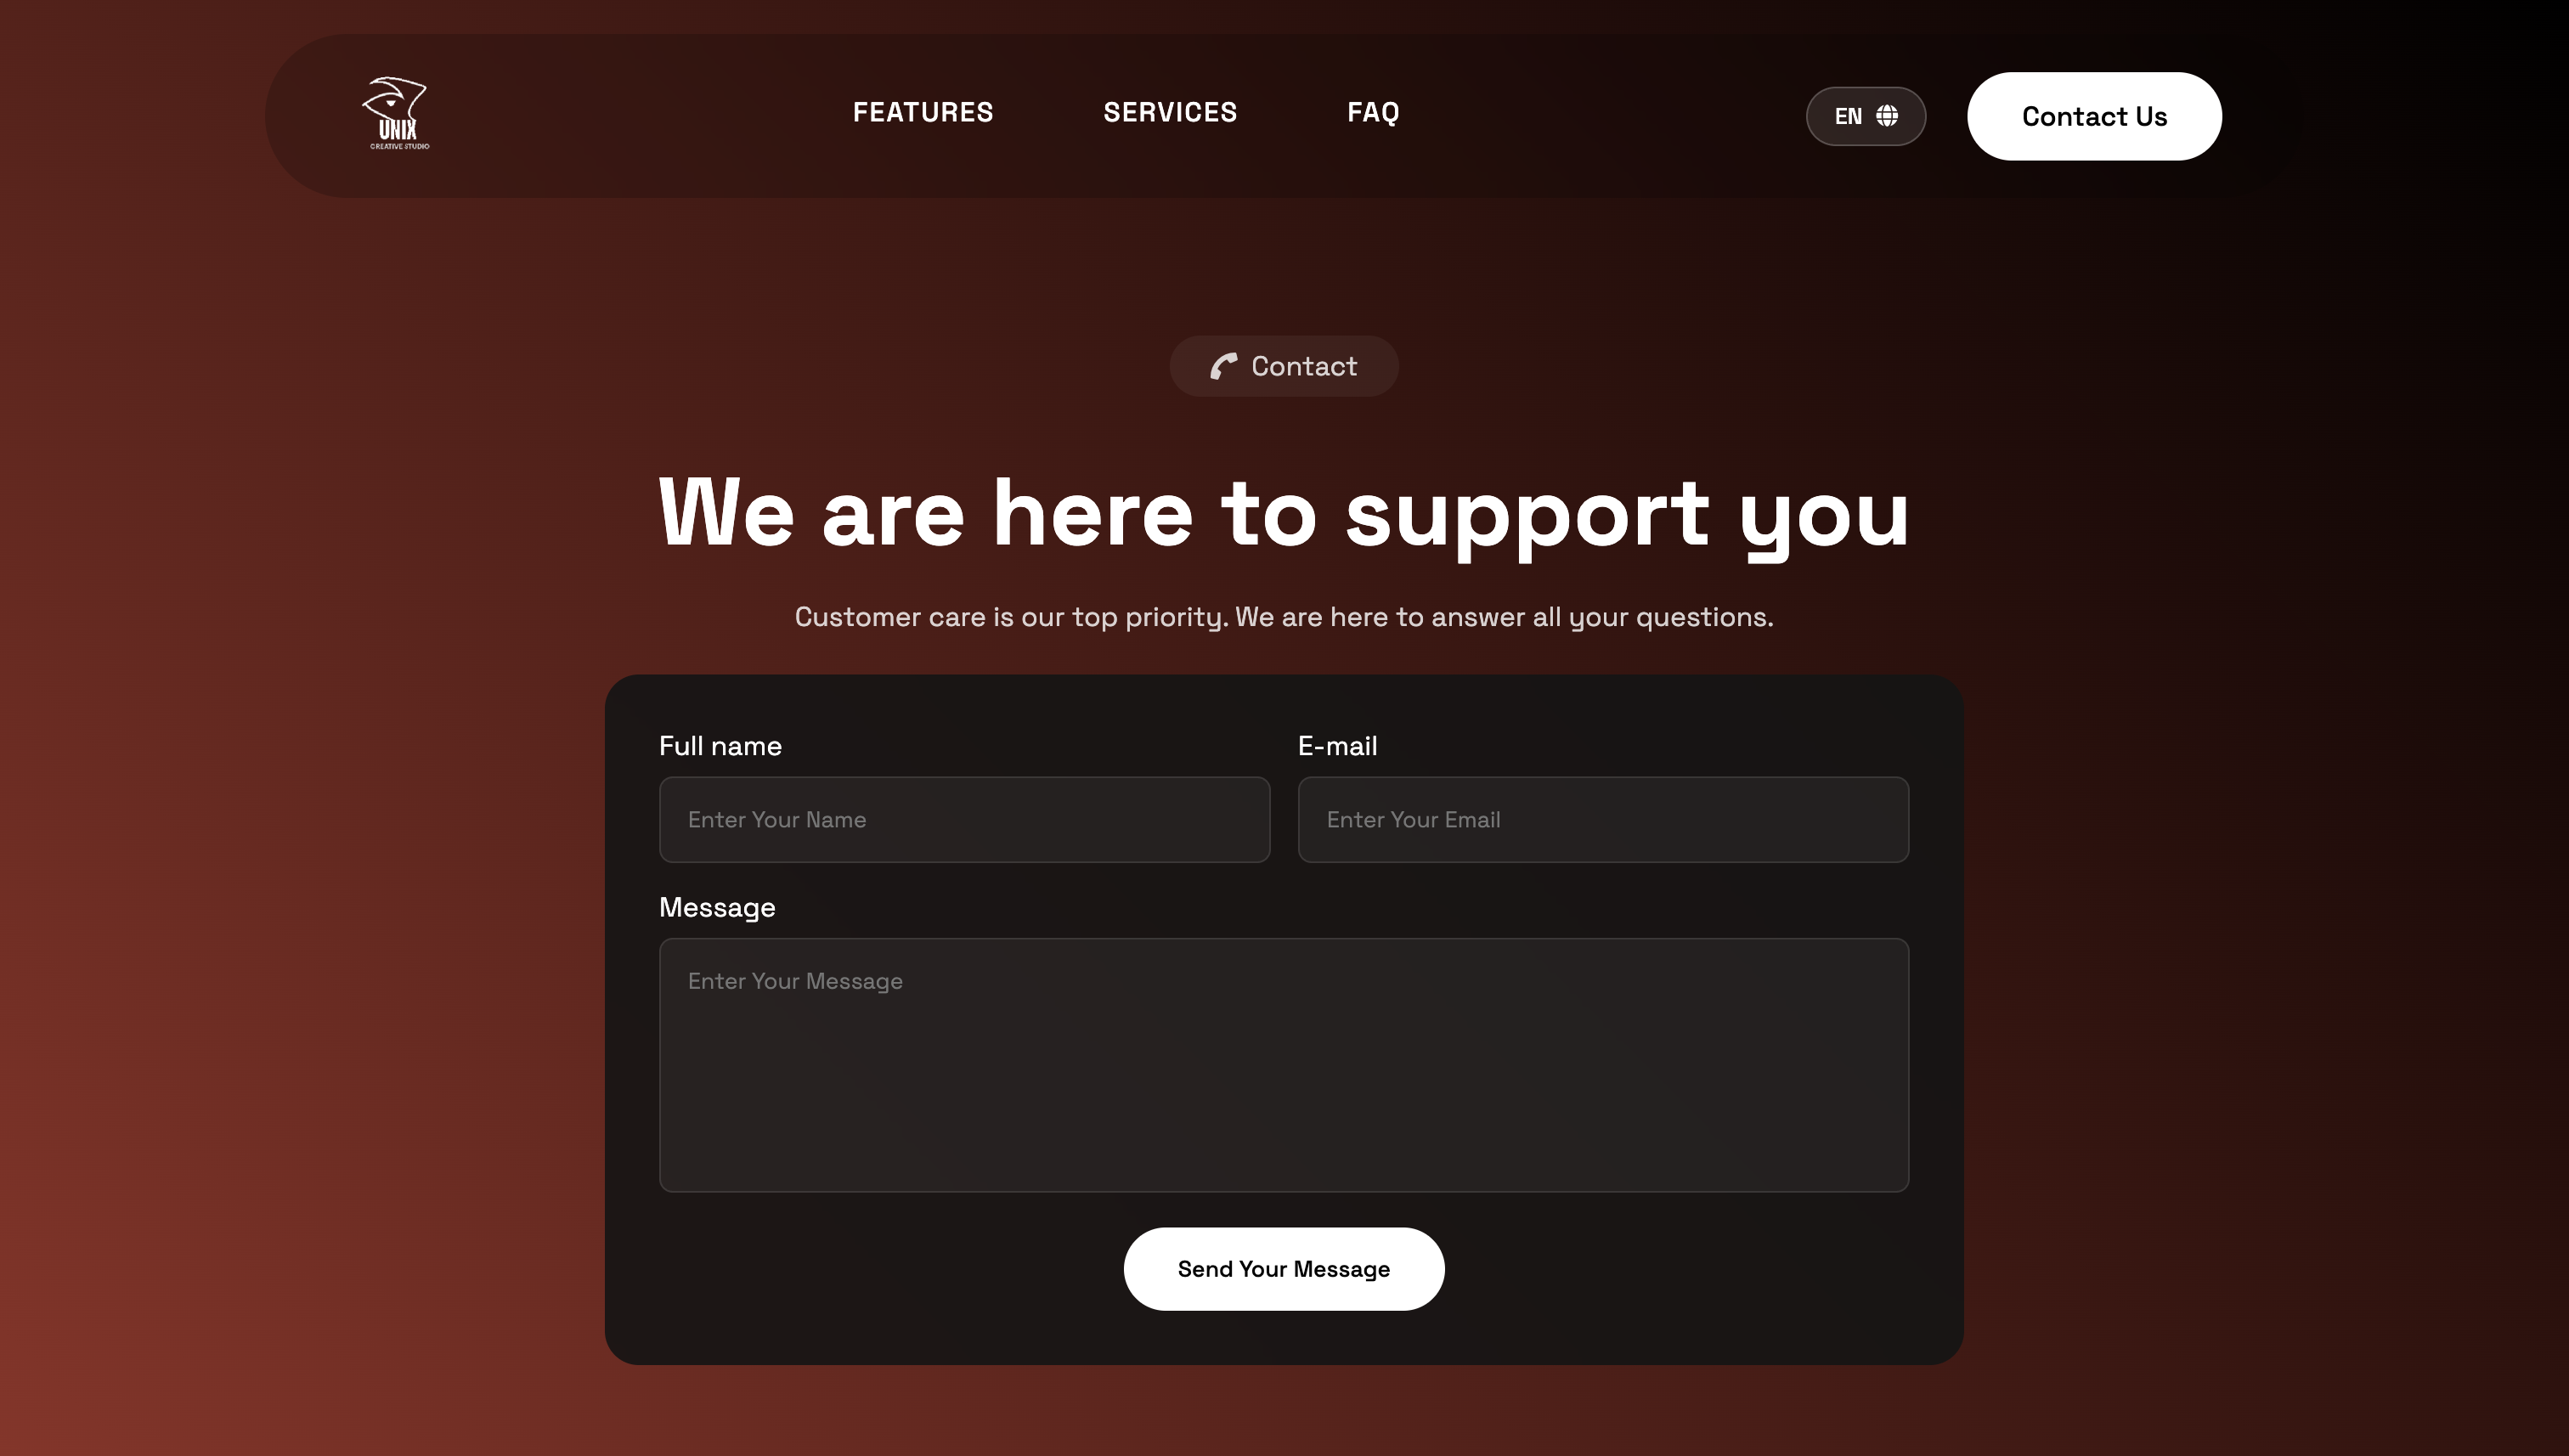 UNIX
CREATIVE STUDIO
FEATURES
SERVICES
FAQ
EN
Contact Us
Contact
We are here to support you
Customer care is our top priority. We are here to answer all your questions.
Full name
E-mail
Enter Your Name
Enter Your Email
Message
Enter Your Message
Send Your Message